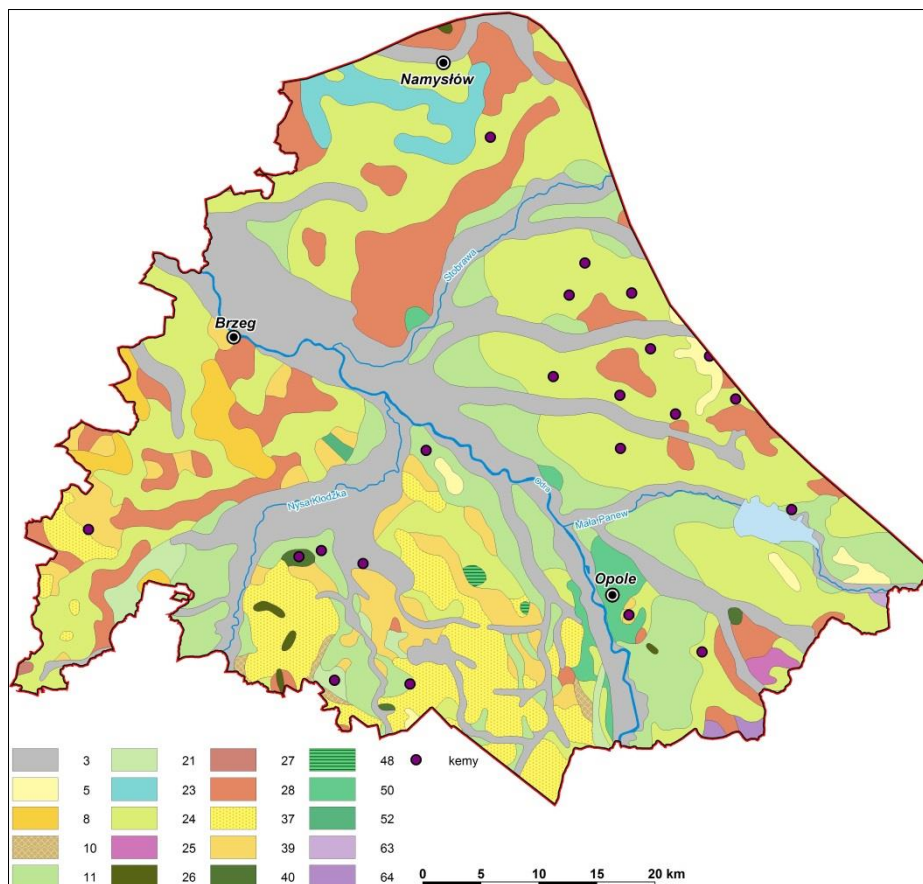 Namysłów
Stobrawa
Brzeg
Nysa Kłodzka
Odra
Mała Panew
Opole
3 21 27 48 kemy
5 23 28 50
8 24 37 52
10 25 39 63
11 26 40 64
0 5 10 15 20 km